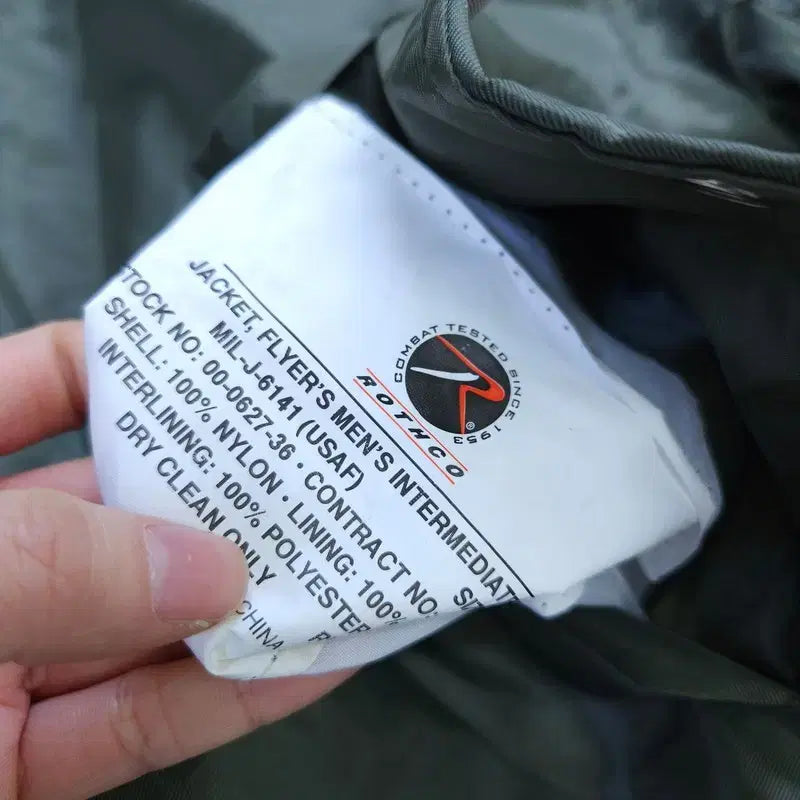 COMBAT TESTED SINCE 1953
®
ROTHCO
JACKET, FLYER'S MEN'S INTERMEDIAT
MIL-J-6141 (USAF)
STOCK NO: 00-0627-36 • CONTRACT NO:
SHELL: 100% NYLON • LINING: 100%
INTERLINING: 100% POLYESTER
DRY CLEAN ONLY
CHINA